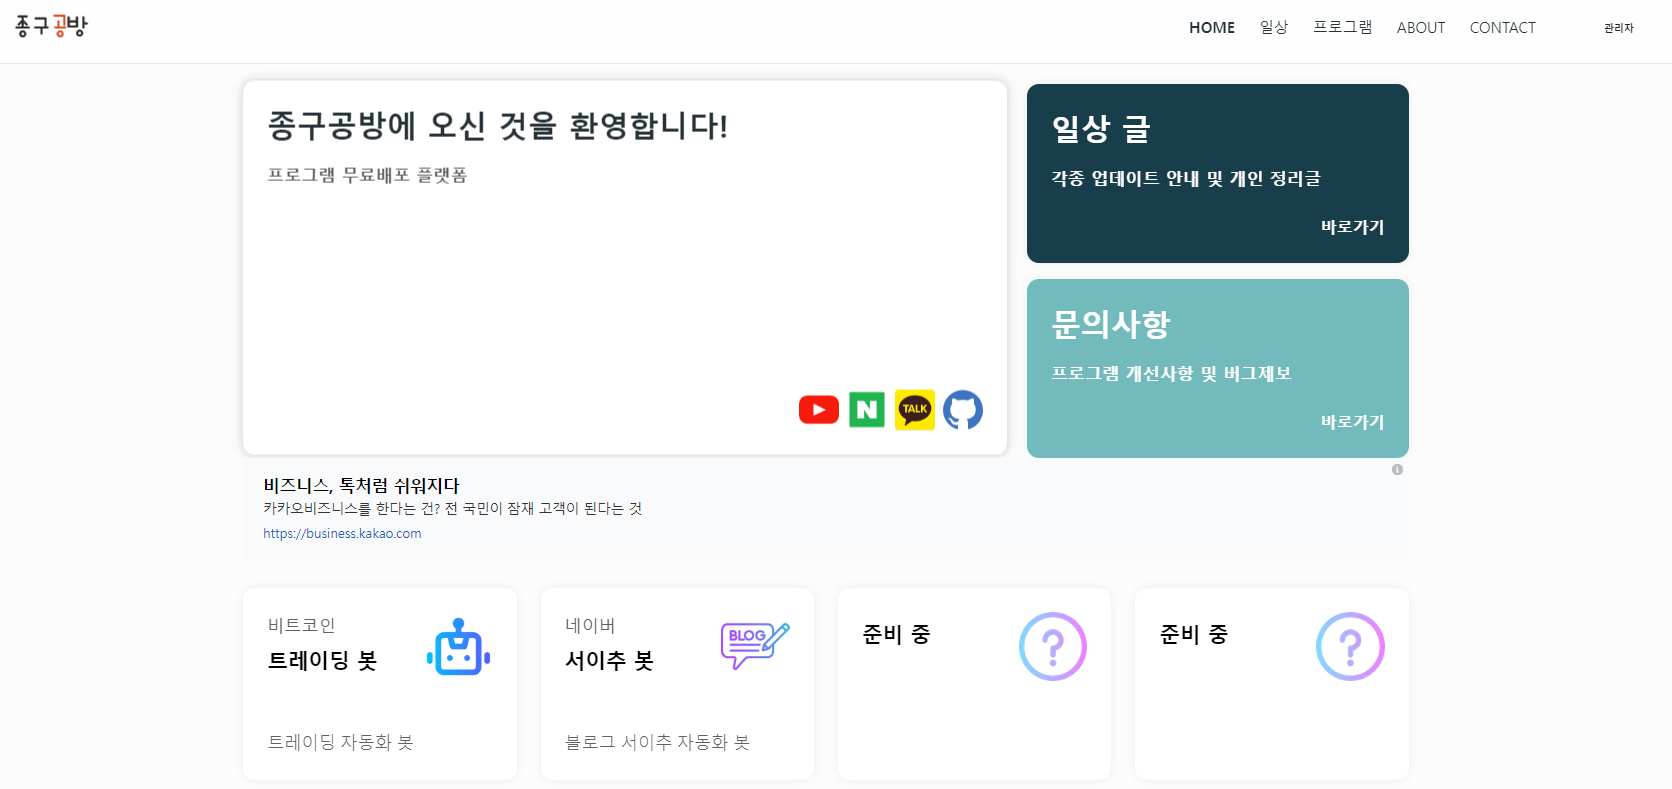 종구공방
HOME 일상 프로그램 ABOUT CONTACT 관리자
종구공방에 오신 것을 환영합니다!
프로그램 무료배포 플랫폼
TALK
일상 글
각종 업데이트 안내 및 개인 정리글
바로가기
문의사항
프로그램 개선사항 및 버그제보
바로가기
비즈니스, 톡처럼 쉬워지다
카카오비즈니스를 한다는 건? 전 국민이 잠재 고객이 된다는 것
https://business.kakao.com
비트코인
트레이딩 봇
트레이딩 자동화 봇
네이버
서이추 봇
BLOG
블로그 서이추 자동화 봇
준비 중
?
준비 중
?